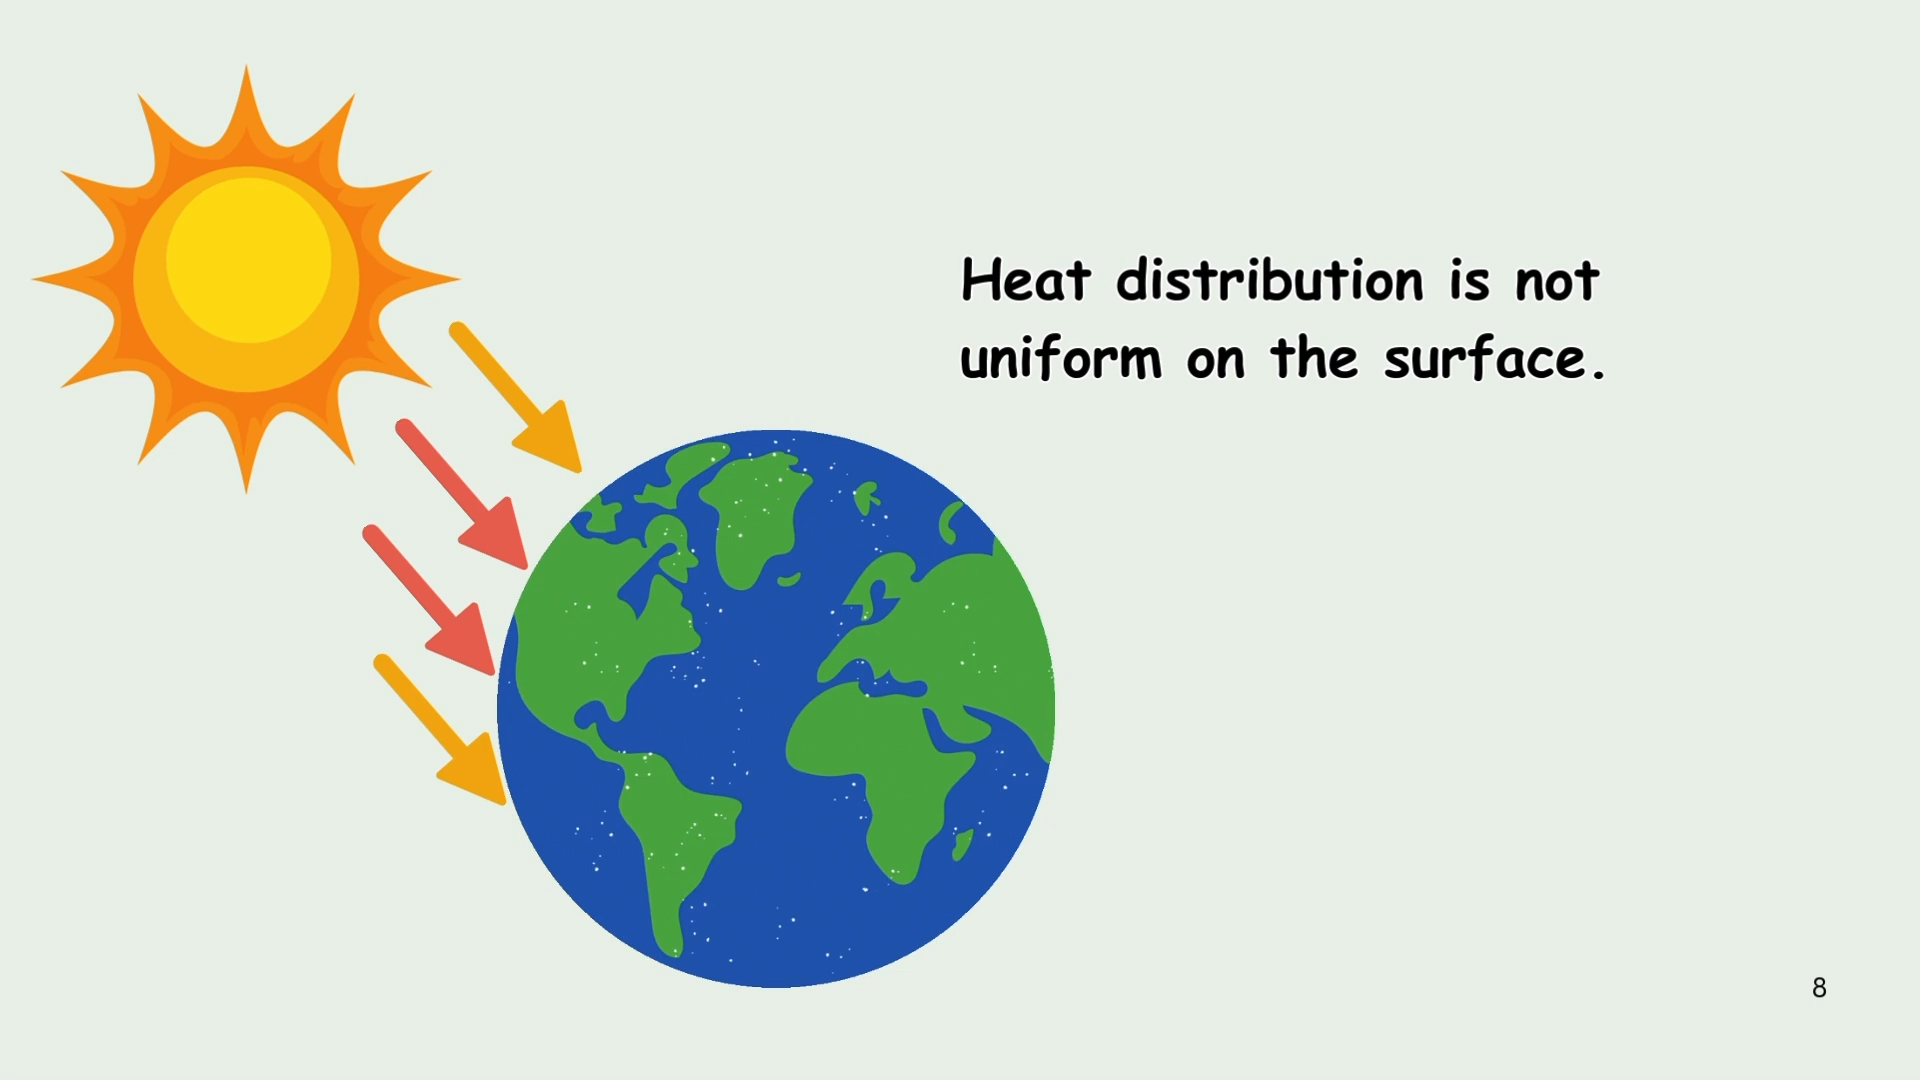 Heat distribution is not
uniform on the surface.
8